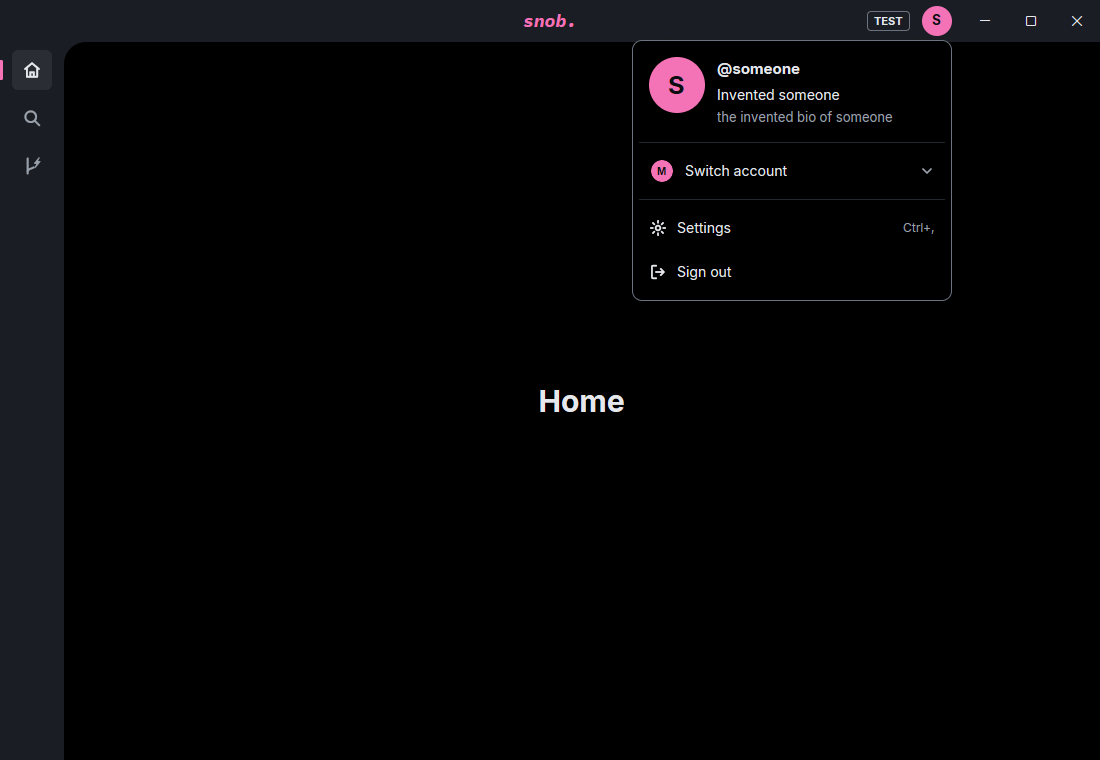 snob.
TEST
S
S
@someone
Invented someone
the invented bio of someone
M
Switch account
Settings
Ctrl+,
Sign out
Home